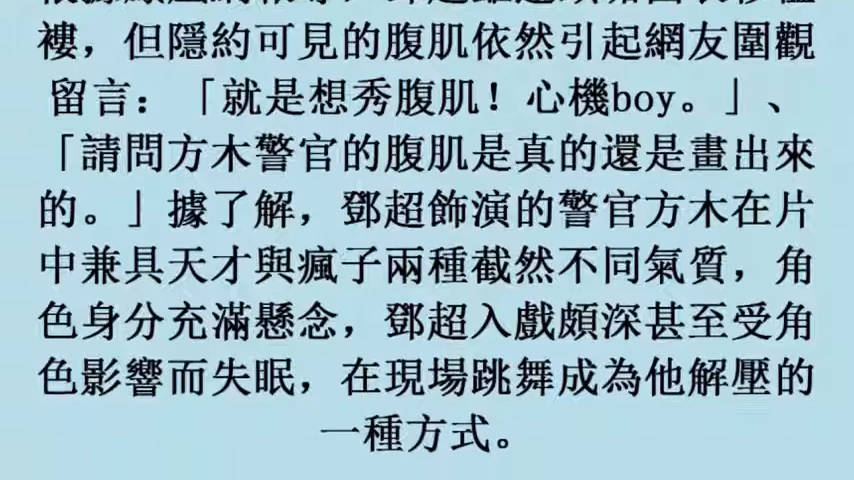 褸，但隱約可見的腹肌依然引起網友圍觀
留言：「就是想秀腹肌！心機boy。」、
「請問方木警官的腹肌是真的還是畫出來
的。」據了解，鄧超飾演的警官方木在片
中兼具天才與瘋子兩種截然不同氣質，角
色身分充滿懸念，鄧超入戲頗深甚至受角
色影響而失眠，在現場跳舞成為他解壓的
一種方式。